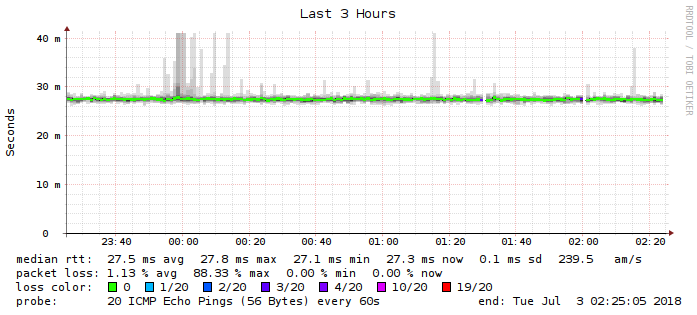 Last 3 Hours
RRDTOOL / TOBI OETIKER
Seconds
40 m
30 m
20 m
10 m
0
23:40 00:00 00:20 00:40 01:00 01:20 01:40 02:00 02:20
median rtt: 27.5 ms avg 27.8 ms max 27.1 ms min 27.3 ms now 0.1 ms sd 239.5 am/s
packet loss: 1.13 % avg 88.33 % max 0.00 % min 0.00 % now
loss color: 0 1/20 2/20 3/20 4/20 10/20 19/20
probe: 20 ICMP Echo Pings (56 Bytes) every 60s end: Tue Jul 3 02:25:05 2018